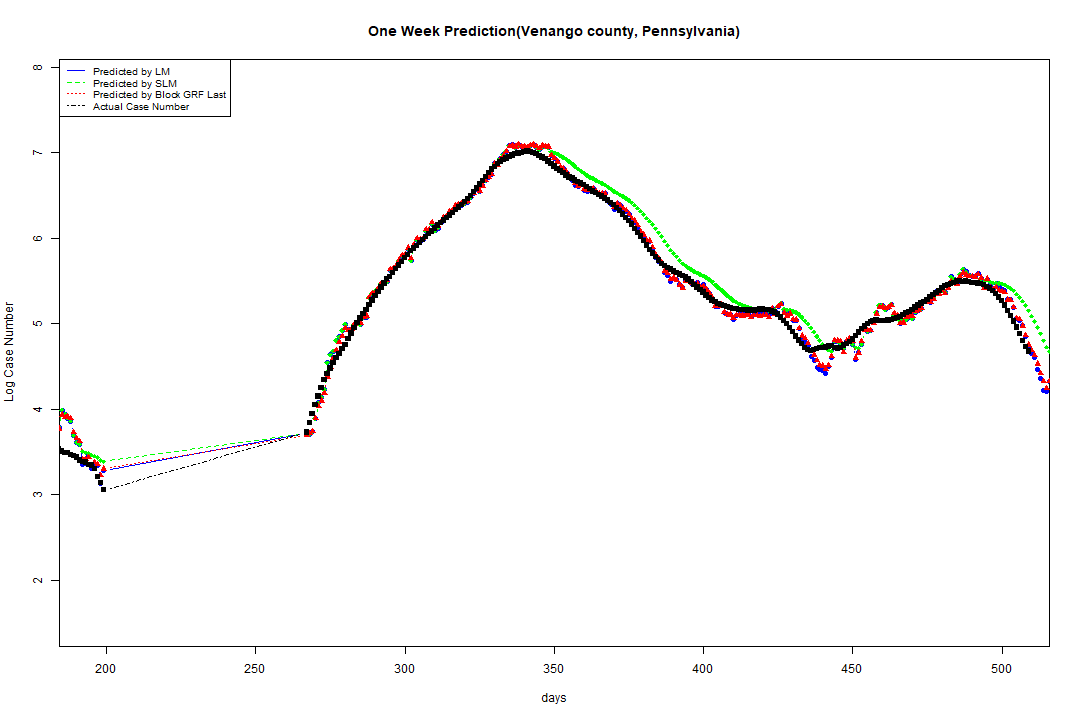 One Week Prediction(Venango county, Pennsylvania)
Predicted by LM
Predicted by SLM
Predicted by Block GRF Last
Actual Case Number
8
7
6
5
4
3
2
Log Case Number
200 250 300 350 400 450 500
days